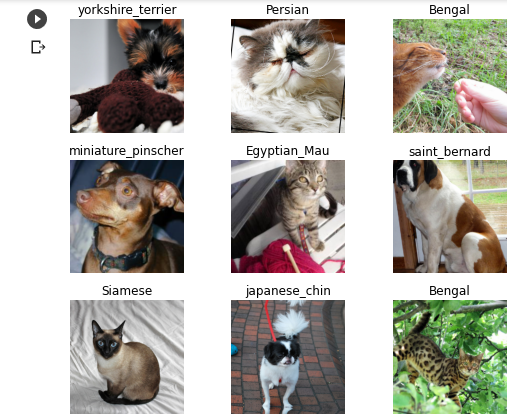 yorkshire_terrier
Persian
Bengal
miniature_pinscher
Egyptian_Mau
saint_bernard
Siamese
japanese_chin
Bengal